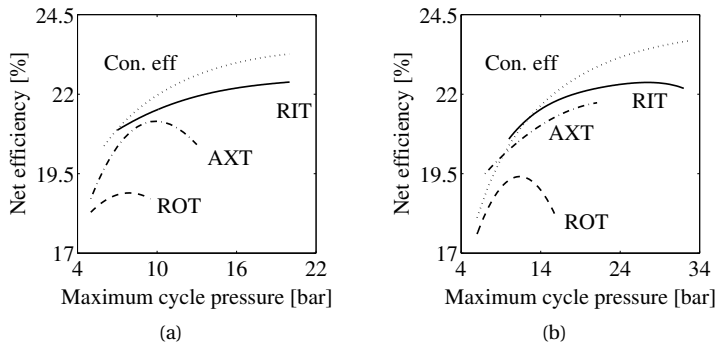 24.5
22
19.5
17
Net efficiency [%]
Con. eff
RIT
AXT
ROT
4
10
16
22
Maximum cycle pressure [bar]
(a)
24.5
22
19.5
17
Net efficiency [%]
Con. eff
RIT
AXT
ROT
4
14
24
34
Maximum cycle pressure [bar]
(b)